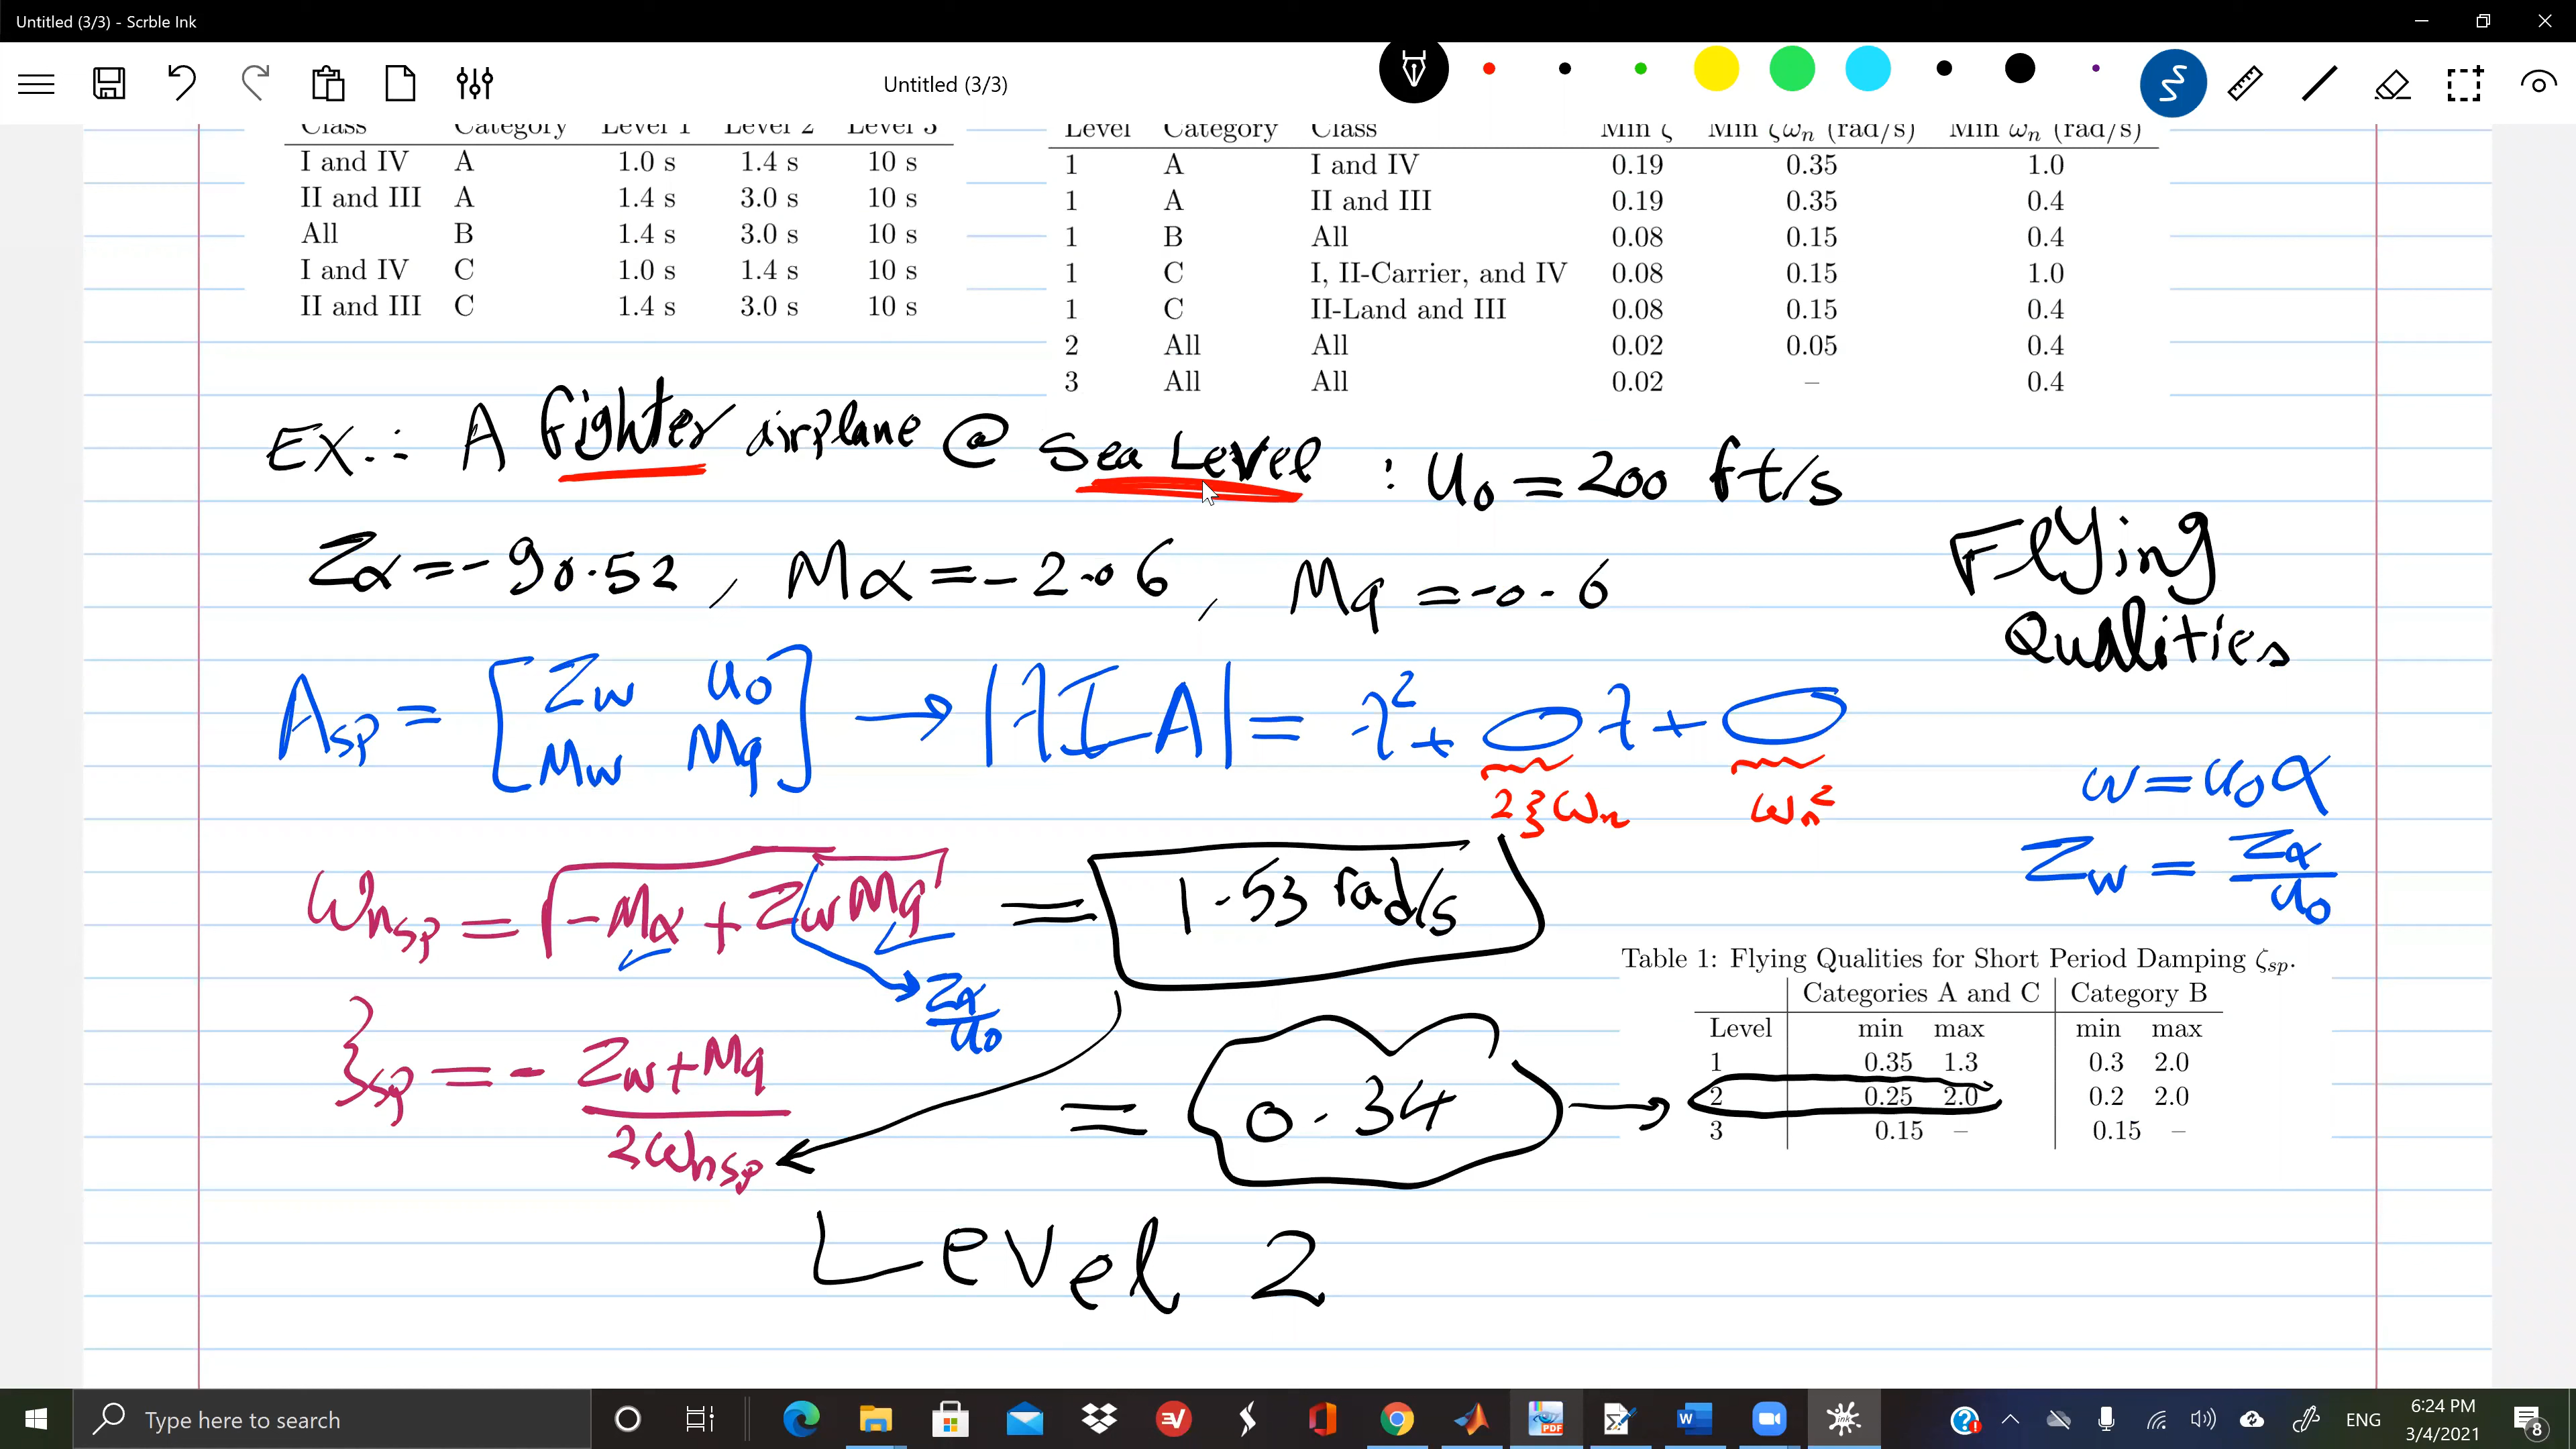 Untitled (3/3) - Scrble Ink
Untitled (3/3)
Class Category Level 1 Level 2 Level 3
I and IV A 1.0 s 1.4 s 10 s
II and III A 1.4 s 3.0 s 10 s
All B 1.4 s 3.0 s 10 s
I and IV C 1.0 s 1.4 s 10 s
II and III C 1.4 s 3.0 s 10 s
Level Category Class Min ζ Min ζωn (rad/s) Min ωn (rad/s)
1 A I and IV 0.19 0.35 1.0
1 A II and III 0.19 0.35 0.4
1 B All 0.08 0.15 0.4
1 C I, II-Carrier, and IV 0.08 0.15 1.0
1 C II-Land and III 0.08 0.15 0.4
2 All All 0.02 0.05 0.4
3 All All 0.02 – 0.4
EX.: A fighter airplane @ Sea Level : u₀ = 200 ft/s
Zα = -90.52 , Mα = -2.06 , Mq = -0.6
Flying
Qualities
Asp = [Zw u₀
Mw Mq] → |λI A| = λ² + ⬭ λ + ⬭
2ζωn ωn²
w = u₀α
Zw = Zα/u₀
ωnsp = √(-Mα + Zw Mq) = 1.53 rad/s
Zα/u₀
ζsp = - (Zw + Mq)/(2ωnsp) = 0.34 →
Table 1: Flying Qualities for Short Period Damping ζsp.
Categories A and C Category B
Level min max min max
1 0.35 1.3 0.3 2.0
2 0.25 2.0 0.2 2.0
3 0.15 – 0.15 –
Level 2
Type here to search
ENG
6:24 PM
3/4/2021
8